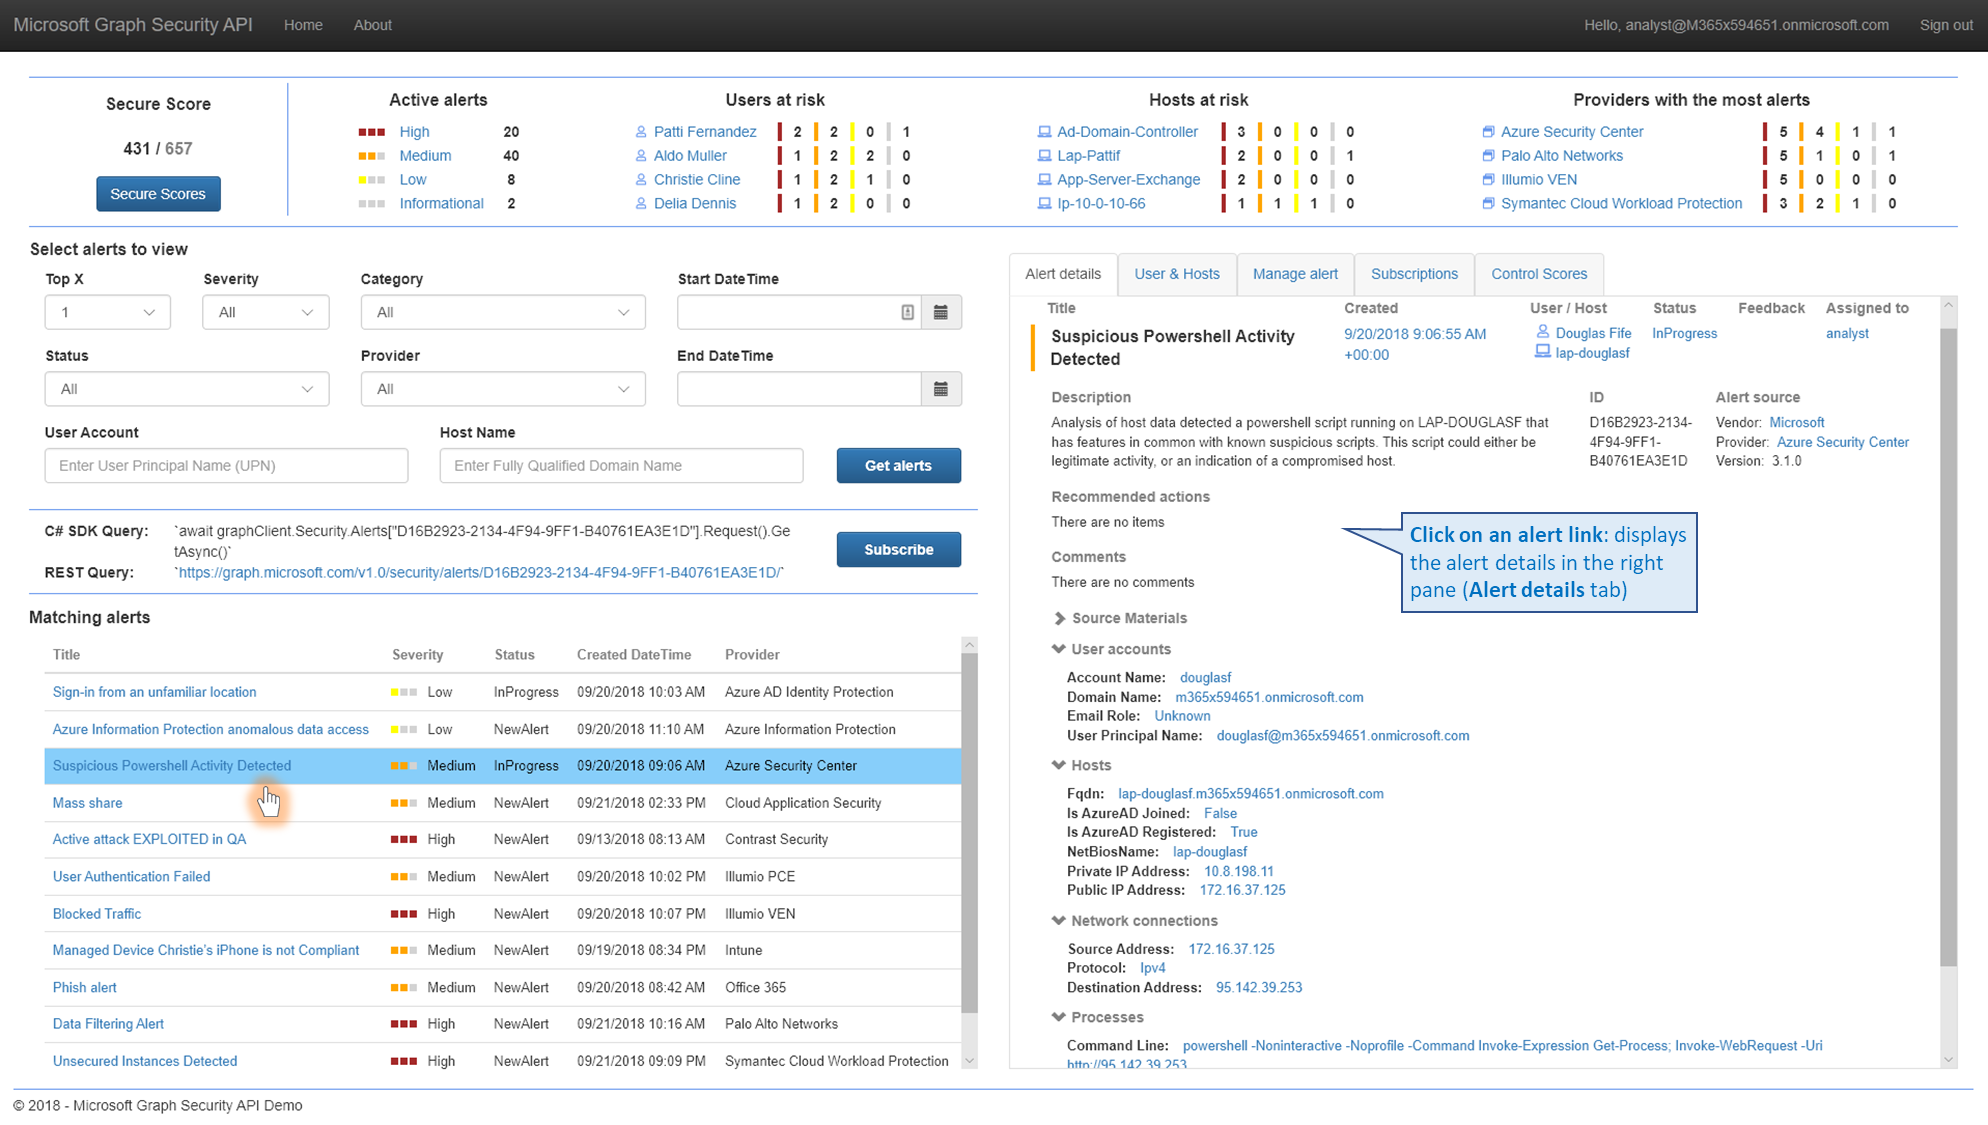 Microsoft Graph Security API Home About Hello, analyst@M365x594651.onmicrosoft.com Sign out
Secure Score
431 / 657
Secure Scores
Active alerts
High 20
Medium 40
Low 8
Informational 2
Users at risk
Patti Fernandez 2 2 0 1
Aldo Muller 1 2 2 0
Christie Cline 1 2 1 0
Delia Dennis 1 2 0 0
Hosts at risk
Ad-Domain-Controller 3 0 0 0
Lap-Pattif 2 0 0 1
App-Server-Exchange 2 0 0 0
Ip-10-0-10-66 1 1 1 0
Providers with the most alerts
Azure Security Center 5 4 1 1
Palo Alto Networks 5 1 0 1
Illumio VEN 5 0 0 0
Symantec Cloud Workload Protection 3 2 1 0
Select alerts to view
Top X Severity Category Start DateTime
1 All All
Status Provider End DateTime
All All
User Account Host Name
Enter User Principal Name (UPN) Enter Fully Qualified Domain Name Get alerts
C# SDK Query: `await graphClient.Security.Alerts["D16B2923-2134-4F94-9FF1-B40761EA3E1D"].Request().Ge
tAsync()`
Subscribe
REST Query: `https://graph.microsoft.com/v1.0/security/alerts/D16B2923-2134-4F94-9FF1-B40761EA3E1D/`
Matching alerts
Title Severity Status Created DateTime Provider
Sign-in from an unfamiliar location Low InProgress 09/20/2018 10:03 AM Azure AD Identity Protection
Azure Information Protection anomalous data access Low NewAlert 09/20/2018 11:10 AM Azure Information Protection
Suspicious Powershell Activity Detected Medium InProgress 09/20/2018 09:06 AM Azure Security Center
Mass share Medium NewAlert 09/21/2018 02:33 PM Cloud Application Security
Active attack EXPLOITED in QA High NewAlert 09/13/2018 08:13 AM Contrast Security
User Authentication Failed Medium NewAlert 09/20/2018 10:02 PM Illumio PCE
Blocked Traffic High NewAlert 09/20/2018 10:07 PM Illumio VEN
Managed Device Christie's iPhone is not Compliant Medium NewAlert 09/19/2018 08:34 PM Intune
Phish alert Medium NewAlert 09/20/2018 08:42 AM Office 365
Data Filtering Alert High NewAlert 09/21/2018 10:16 AM Palo Alto Networks
Unsecured Instances Detected High NewAlert 09/21/2018 09:09 PM Symantec Cloud Workload Protection
Alert details User & Hosts Manage alert Subscriptions Control Scores
Title Created User / Host Status Feedback Assigned to
Suspicious Powershell Activity 9/20/2018 9:06:55 AM Douglas Fife InProgress analyst
Detected +00:00 lap-douglasf
Description
Analysis of host data detected a powershell script running on LAP-DOUGLASF that
has features in common with known suspicious scripts. This script could either be
legitimate activity, or an indication of a compromised host.
ID
D16B2923-2134-
4F94-9FF1-
B40761EA3E1D
Alert source
Vendor: Microsoft
Provider: Azure Security Center
Version: 3.1.0
Recommended actions
There are no items
Click on an alert link: displays
the alert details in the right
pane (Alert details tab)
Comments
There are no comments
Source Materials
User accounts
Account Name: douglasf
Domain Name: m365x594651.onmicrosoft.com
Email Role: Unknown
User Principal Name: douglasf@m365x594651.onmicrosoft.com
Hosts
Fqdn: lap-douglasf.m365x594651.onmicrosoft.com
Is AzureAD Joined: False
Is AzureAD Registered: True
NetBiosName: lap-douglasf
Private IP Address: 10.8.198.11
Public IP Address: 172.16.37.125
Network connections
Source Address: 172.16.37.125
Protocol: Ipv4
Destination Address: 95.142.39.253
Processes
Command Line: powershell -Noninteractive -Noprofile -Command Invoke-Expression Get-Process; Invoke-WebRequest -Uri
http://95.142.39.253
© 2018 - Microsoft Graph Security API Demo